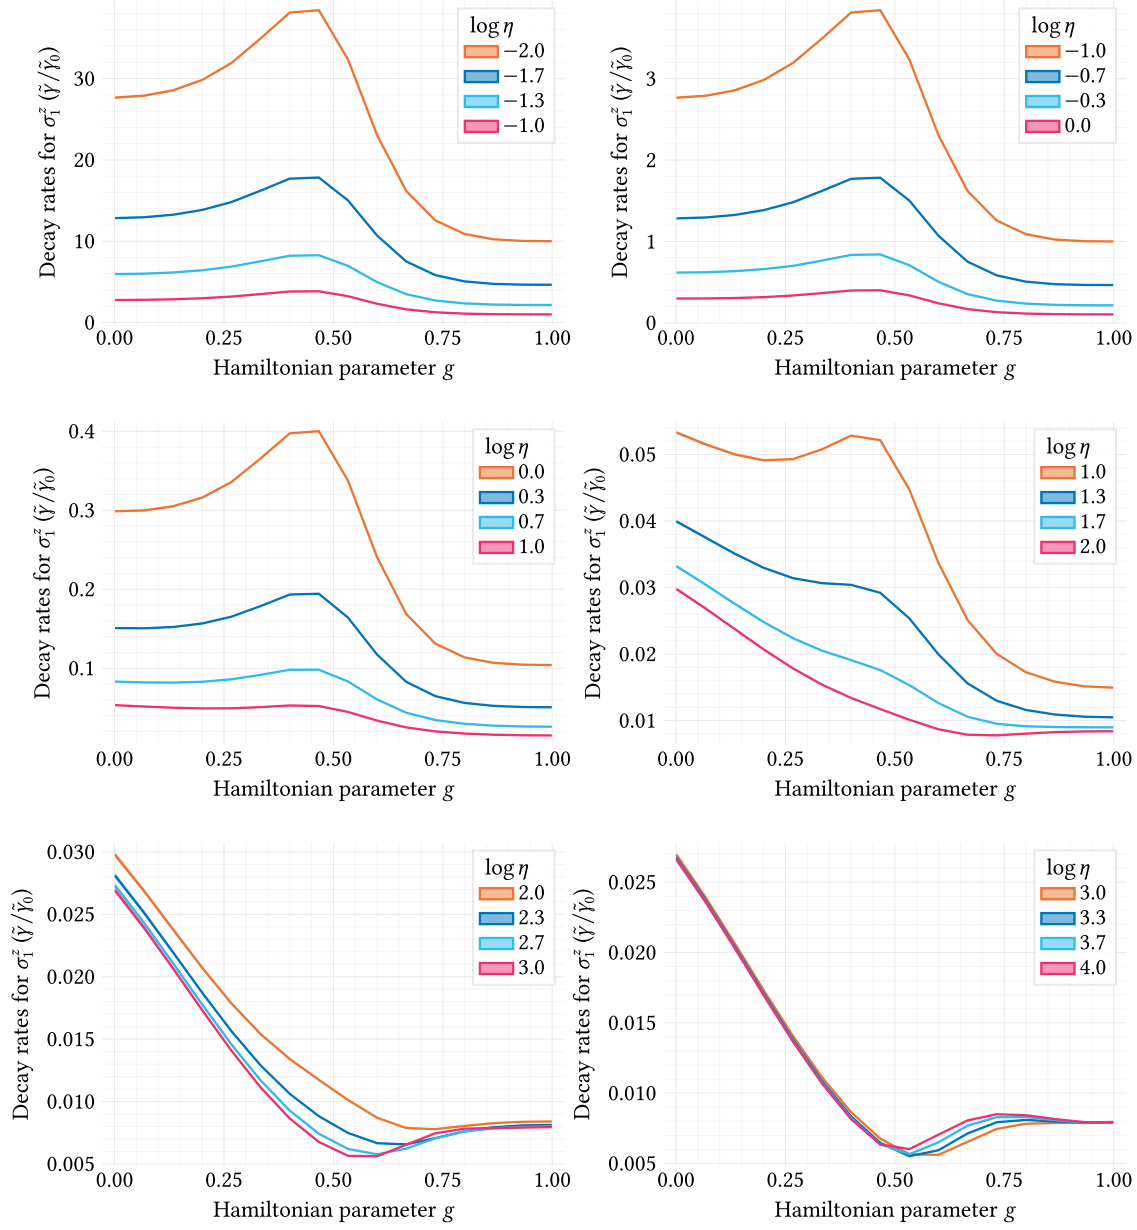 Decay rates for σ₁ᶻ (γ̃/γ̃₀)
30
20
10
0
0.00 0.25 0.50 0.75 1.00
Hamiltonian parameter g
log η
−2.0
−1.7
−1.3
−1.0
Decay rates for σ₁ᶻ (γ̃/γ̃₀)
3
2
1
0
0.00 0.25 0.50 0.75 1.00
Hamiltonian parameter g
log η
−1.0
−0.7
−0.3
0.0
Decay rates for σ₁ᶻ (γ̃/γ̃₀)
0.4
0.3
0.2
0.1
0.00 0.25 0.50 0.75 1.00
Hamiltonian parameter g
log η
0.0
0.3
0.7
1.0
Decay rates for σ₁ᶻ (γ̃/γ̃₀)
0.05
0.04
0.03
0.02
0.01
0.00 0.25 0.50 0.75 1.00
Hamiltonian parameter g
log η
1.0
1.3
1.7
2.0
Decay rates for σ₁ᶻ (γ̃/γ̃₀)
0.030
0.025
0.020
0.015
0.010
0.005
0.00 0.25 0.50 0.75 1.00
Hamiltonian parameter g
log η
2.0
2.3
2.7
3.0
Decay rates for σ₁ᶻ (γ̃/γ̃₀)
0.025
0.020
0.015
0.010
0.005
0.00 0.25 0.50 0.75 1.00
Hamiltonian parameter g
log η
3.0
3.3
3.7
4.0